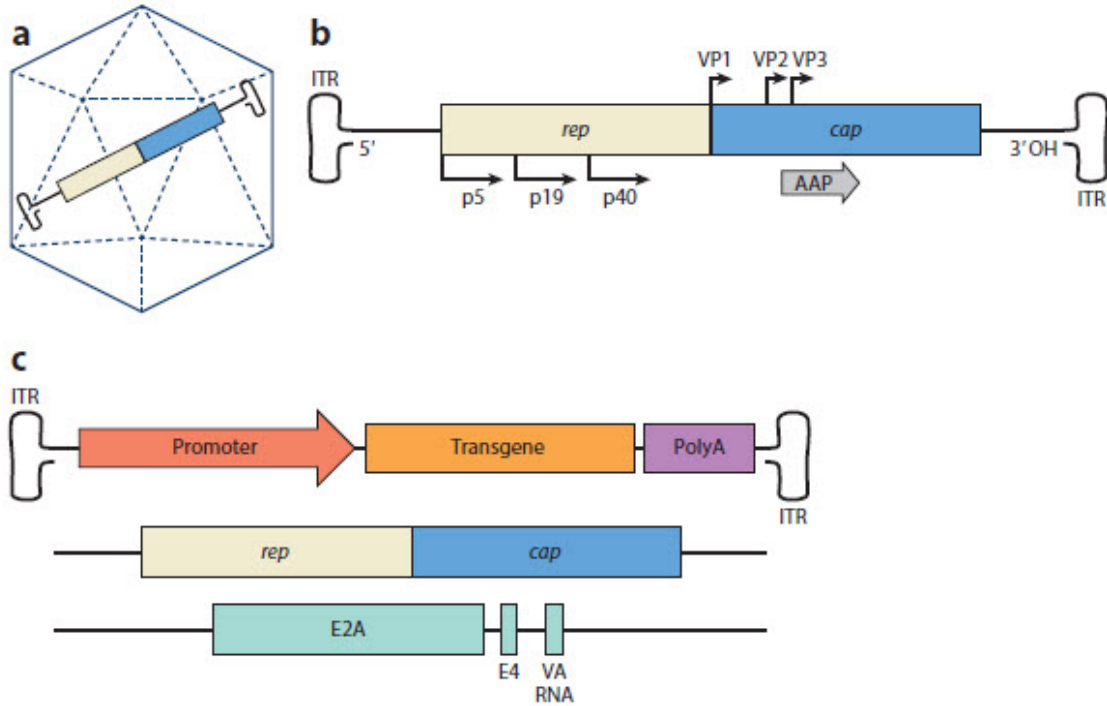 a
b
ITR
VP1
VP2 VP3
rep
cap
5′
3′ OH
p5
p19
p40
AAP
ITR
c
ITR
Promoter
Transgene
PolyA
ITR
rep
cap
E2A
E4
VA
RNA